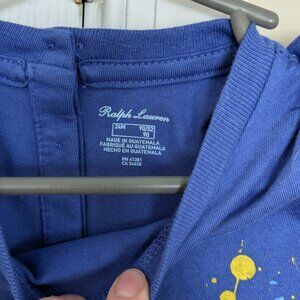 Ralph Lauren
24M 90/52
90
MADE IN GUATEMALA
FABRIQUÉ AU GUATEMALA
HECHO EN GUATEMALA
RN 41381
CA 56658